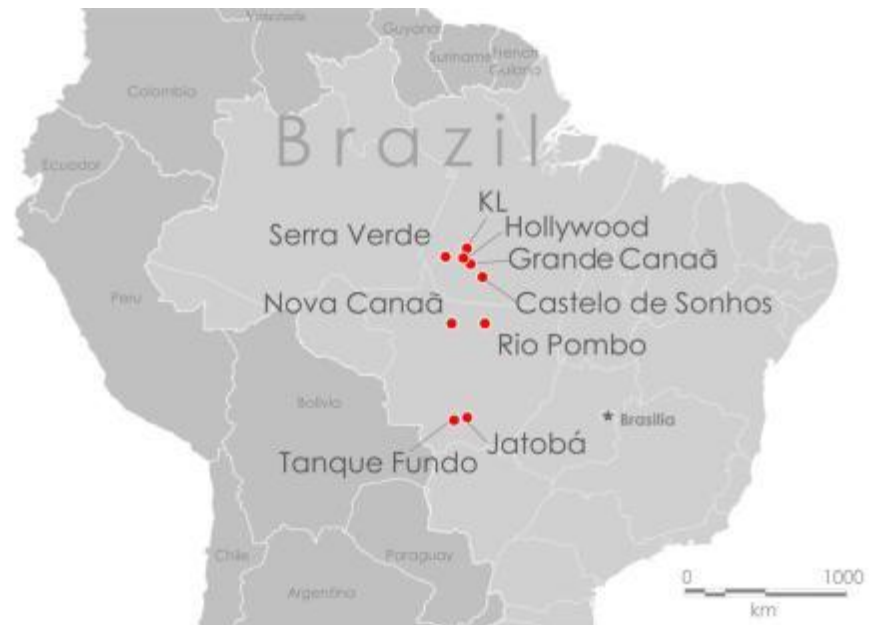 Venezuela
Guyana
Suriname
French
Guiana
Colombia
Brazil
Ecuador
KL
Hollywood
Serra Verde
Grande Canaã
Peru
Nova Canaã
Castelo de Sonhos
Rio Pombo
Bolivia
Brasilia
Jatobá
Tanque Fundo
Chile
Paraguay
Argentina
0 1000
km